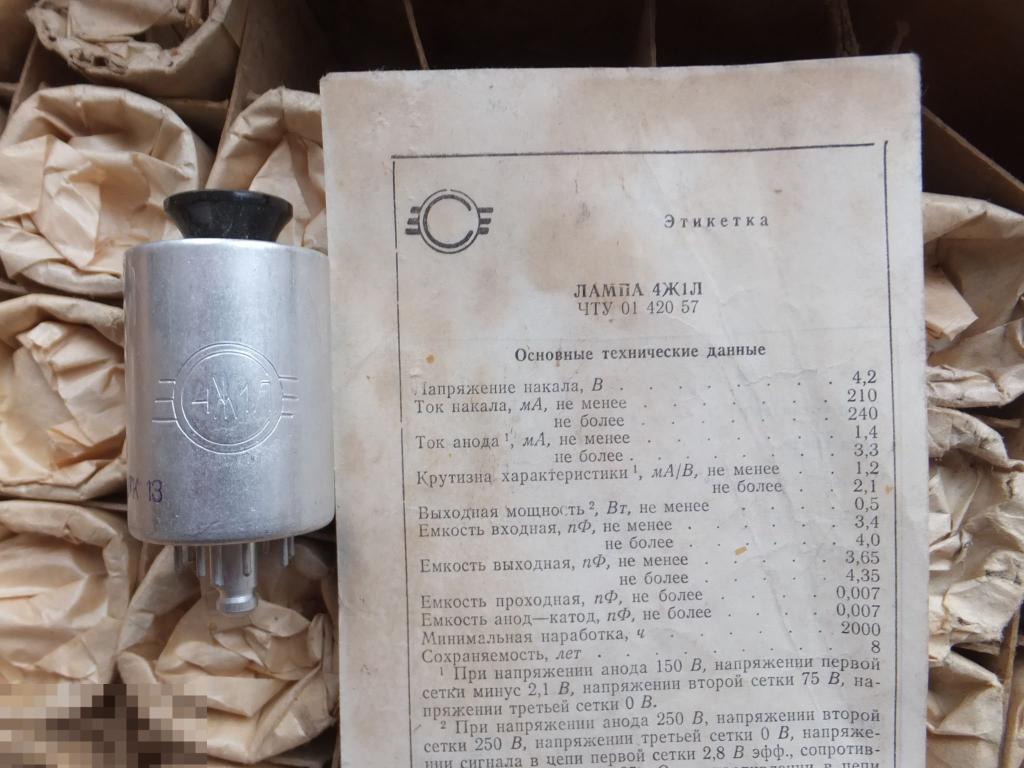 Этикетка
ЛАМПА 4Ж1Л
ЧТУ 01 420 57
Основные технические данные
Напряжение накала, В . . . . . . . 4,2
Ток накала, мА, не менее . . . . . . 210
не более . . . . . . 240
Ток анода ¹, мА, не менее . . . . . . 1,4
не более . . . . . . 3,3
Крутизна характеристики ¹, мА/В, не менее . . 1,2
не более . . 2,1
Выходная мощность ², Вт, не менее . . . . 0,5
Емкость входная, пФ, не менее . . . . . 3,4
не более . . . . . 4,0
Емкость выходная, пФ, не менее . . . . . 3,65
не более . . . . . 4,35
Емкость проходная, пФ, не более . . . . 0,007
Емкость анод—катод, пФ, не более . . . . 0,007
Минимальная наработка, ч . . . . . . 2000
Сохраняемость, лет . . . . . . . . 8
¹ При напряжении анода 150 В, напряжении первой
сетки минус 2,1 В, напряжении второй сетки 75 В, на-
пряжении третьей сетки 0 В.
² При напряжении анода 250 В, напряжении второй
сетки 250 В, напряжении третьей сетки 0 В, напряже-
нии сигнала в цепи первой сетки 2,8 В эфф., сопротив-
в цепи
4Ж1Л
13